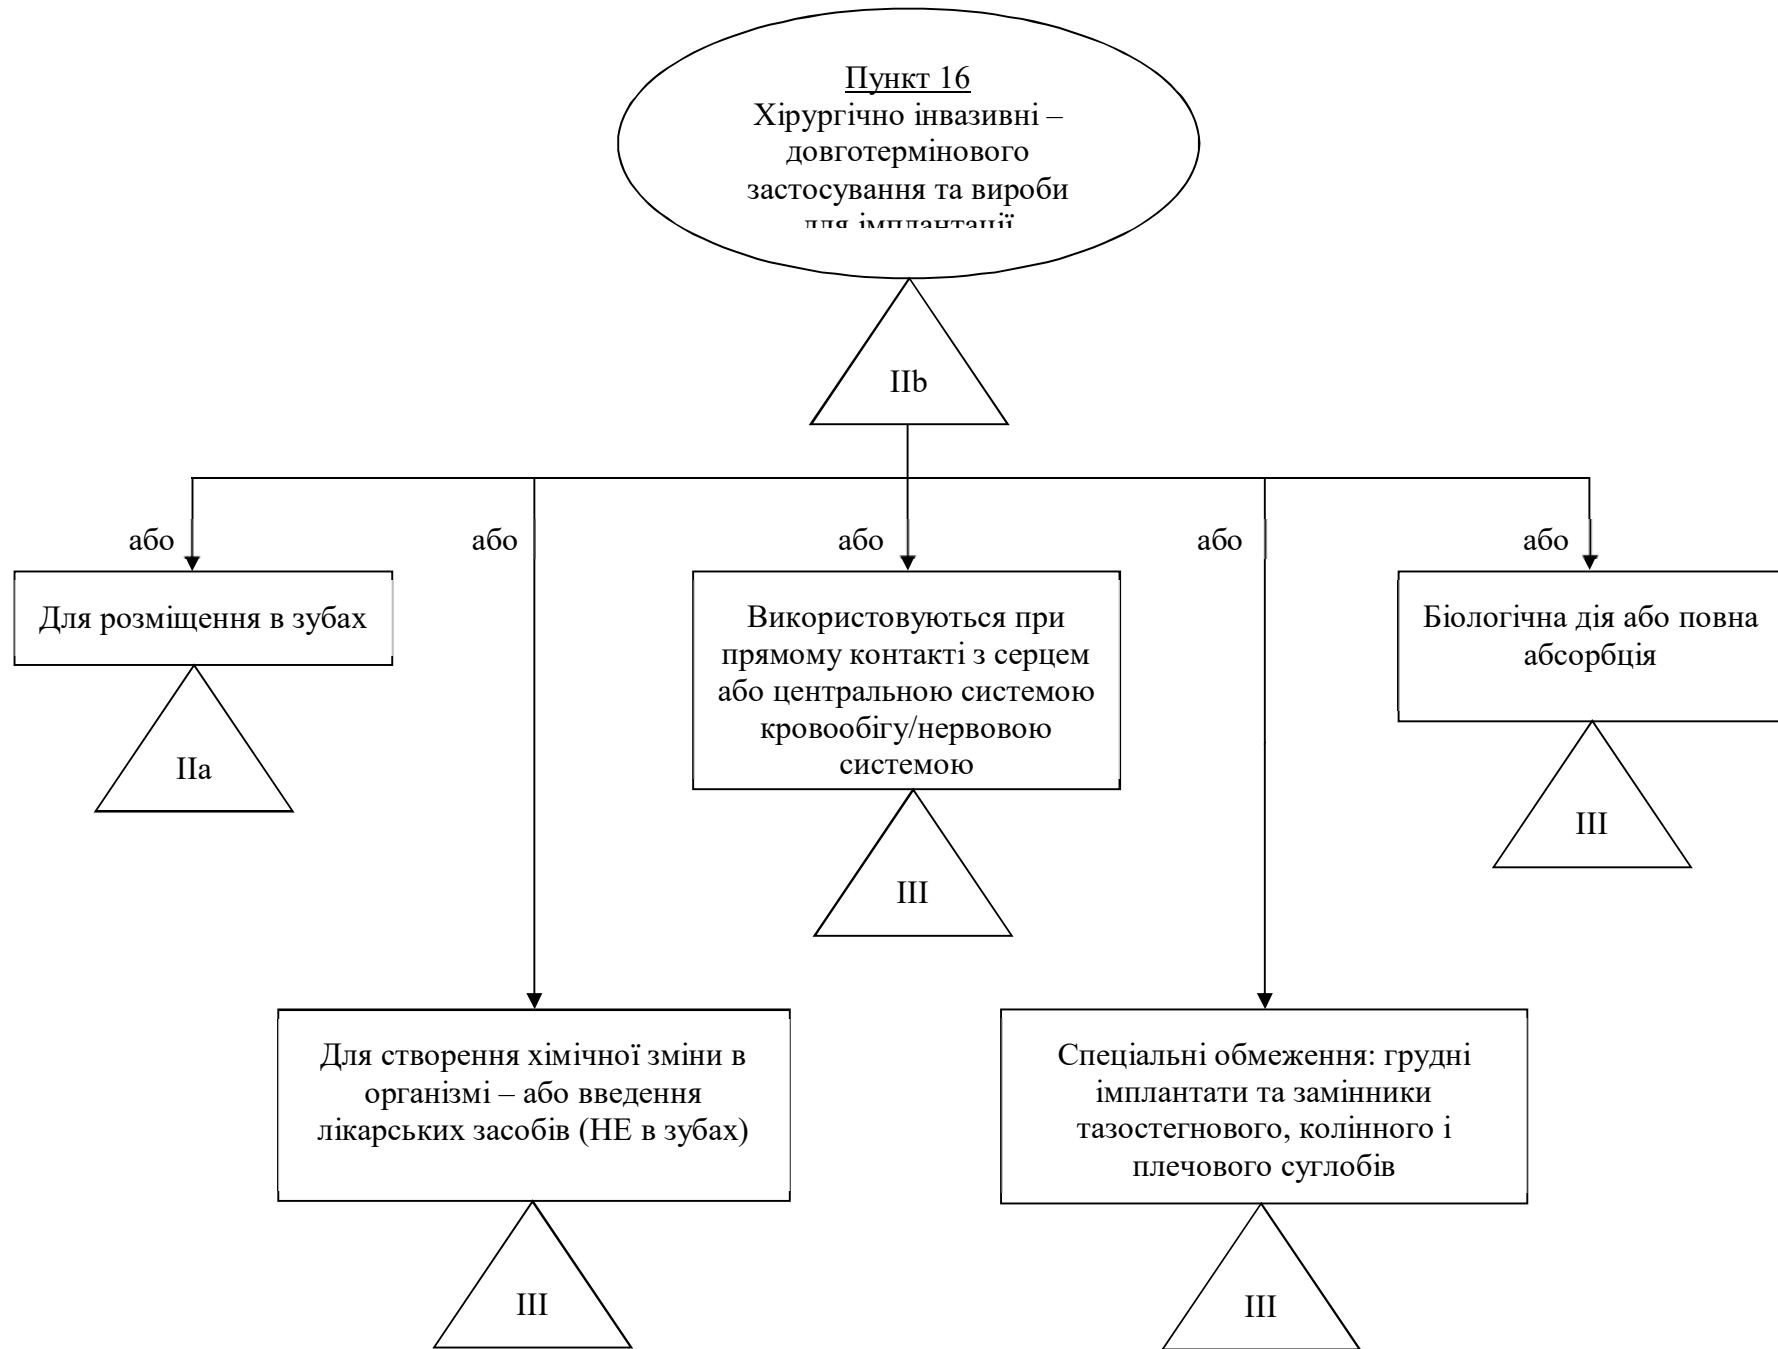 Пункт 16
Хірургічно інвазивні –
довготермінового
застосування та вироби
для імплантації
IIb
або
або
або
або
або
Для розміщення в зубах
IIa
Використовуються при
прямому контакті з серцем
або центральною системою
кровообігу/нервовою
системою
III
Біологічна дія або повна
абсорбція
III
Для створення хімічної зміни в
організмі – або введення
лікарських засобів (НЕ в зубах)
III
Спеціальні обмеження: грудні
імплантати та замінники
тазостегнового, колінного і
плечового суглобів
III